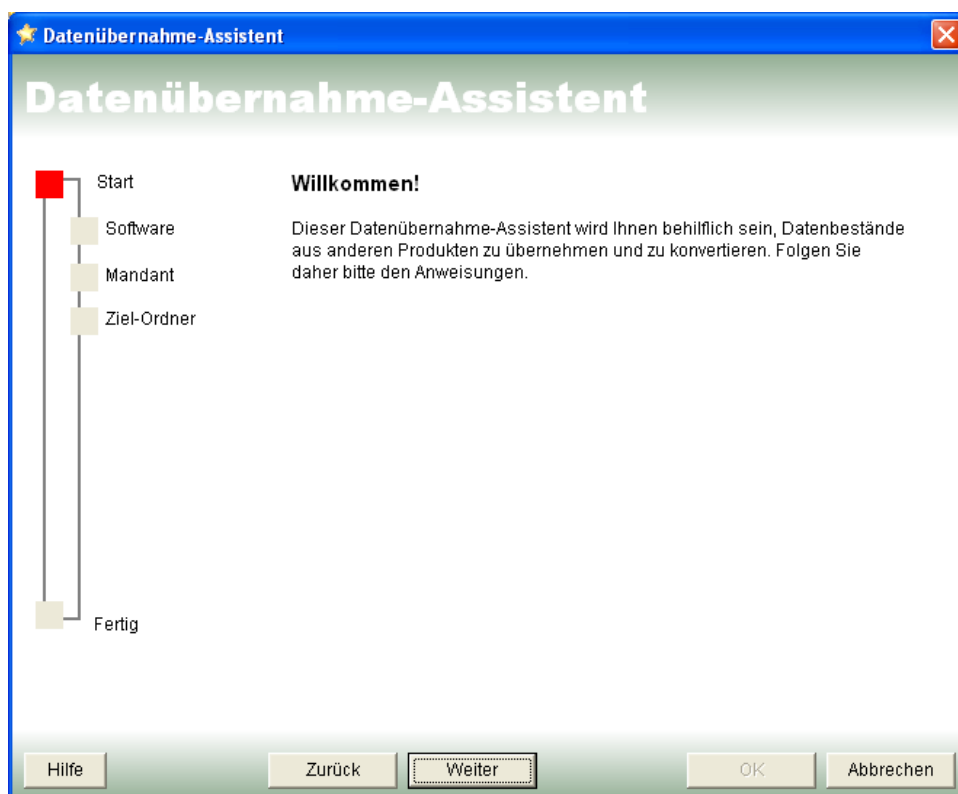 Datenübernahme-Assistent
Datenübernahme-Assistent
Start
Software
Mandant
Ziel-Ordner
Fertig
Willkommen!
Dieser Datenübernahme-Assistent wird Ihnen behilflich sein, Datenbestände
aus anderen Produkten zu übernehmen und zu konvertieren. Folgen Sie
daher bitte den Anweisungen.
Hilfe
Zurück
Weiter
OK
Abbrechen